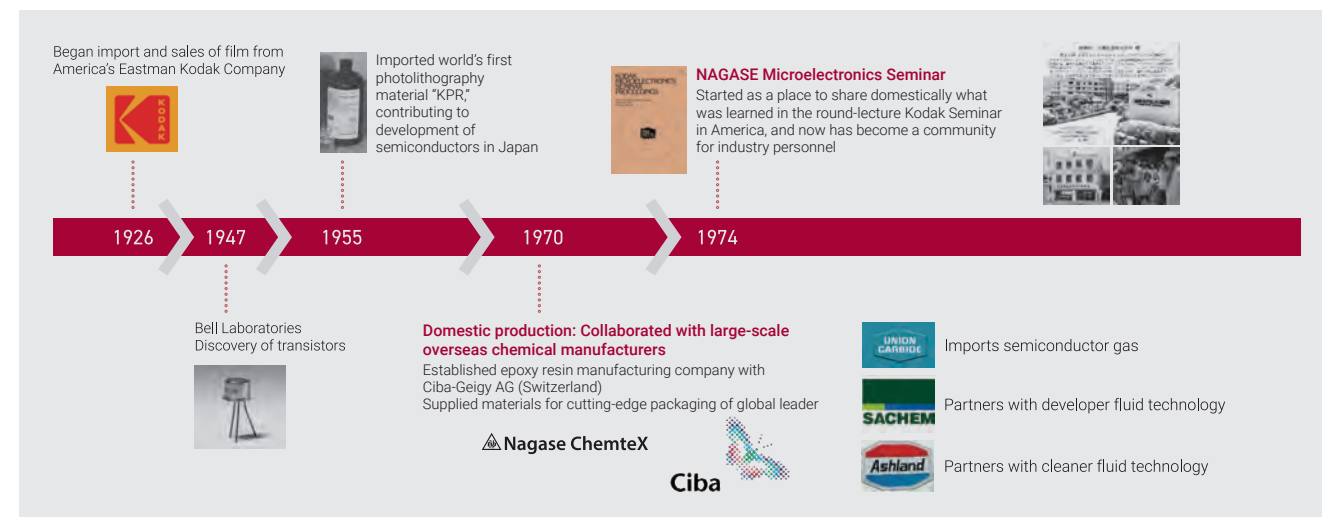 Began import and sales of film from
America's Eastman Kodak Company
KODAK
Imported world's first
photolithography
material "KPR,"
contributing to
development of
semiconductors in Japan
KODAK
MICROELECTRONICS
SEMINAR
PROCEEDINGS
NAGASE Microelectronics Seminar
Started as a place to share domestically what
was learned in the round-lecture Kodak Seminar
in America, and now has become a community
for industry personnel
1926
1947
1955
1970
1974
Bell Laboratories
Discovery of transistors
Domestic production: Collaborated with large-scale
overseas chemical manufacturers
Established epoxy resin manufacturing company with
Ciba-Geigy AG (Switzerland)
Supplied materials for cutting-edge packaging of global leader
Nagase ChemteX
Ciba
UNION
CARBIDE
Imports semiconductor gas
SACHEM
Partners with developer fluid technology
Ashland
Partners with cleaner fluid technology